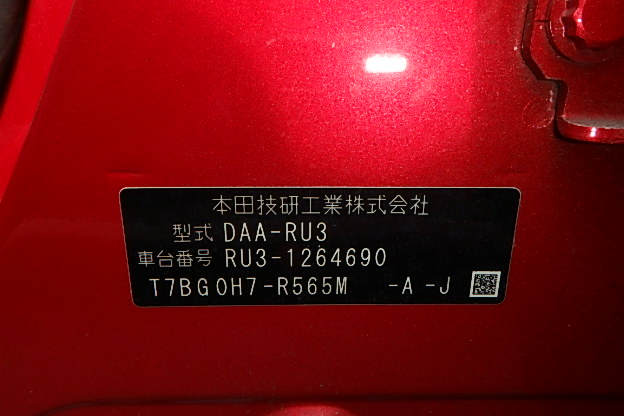 本田技研工業株式会社
型式 DAA-RU3
車台番号 RU3-1264690
T7BG0H7-R565M -A -J